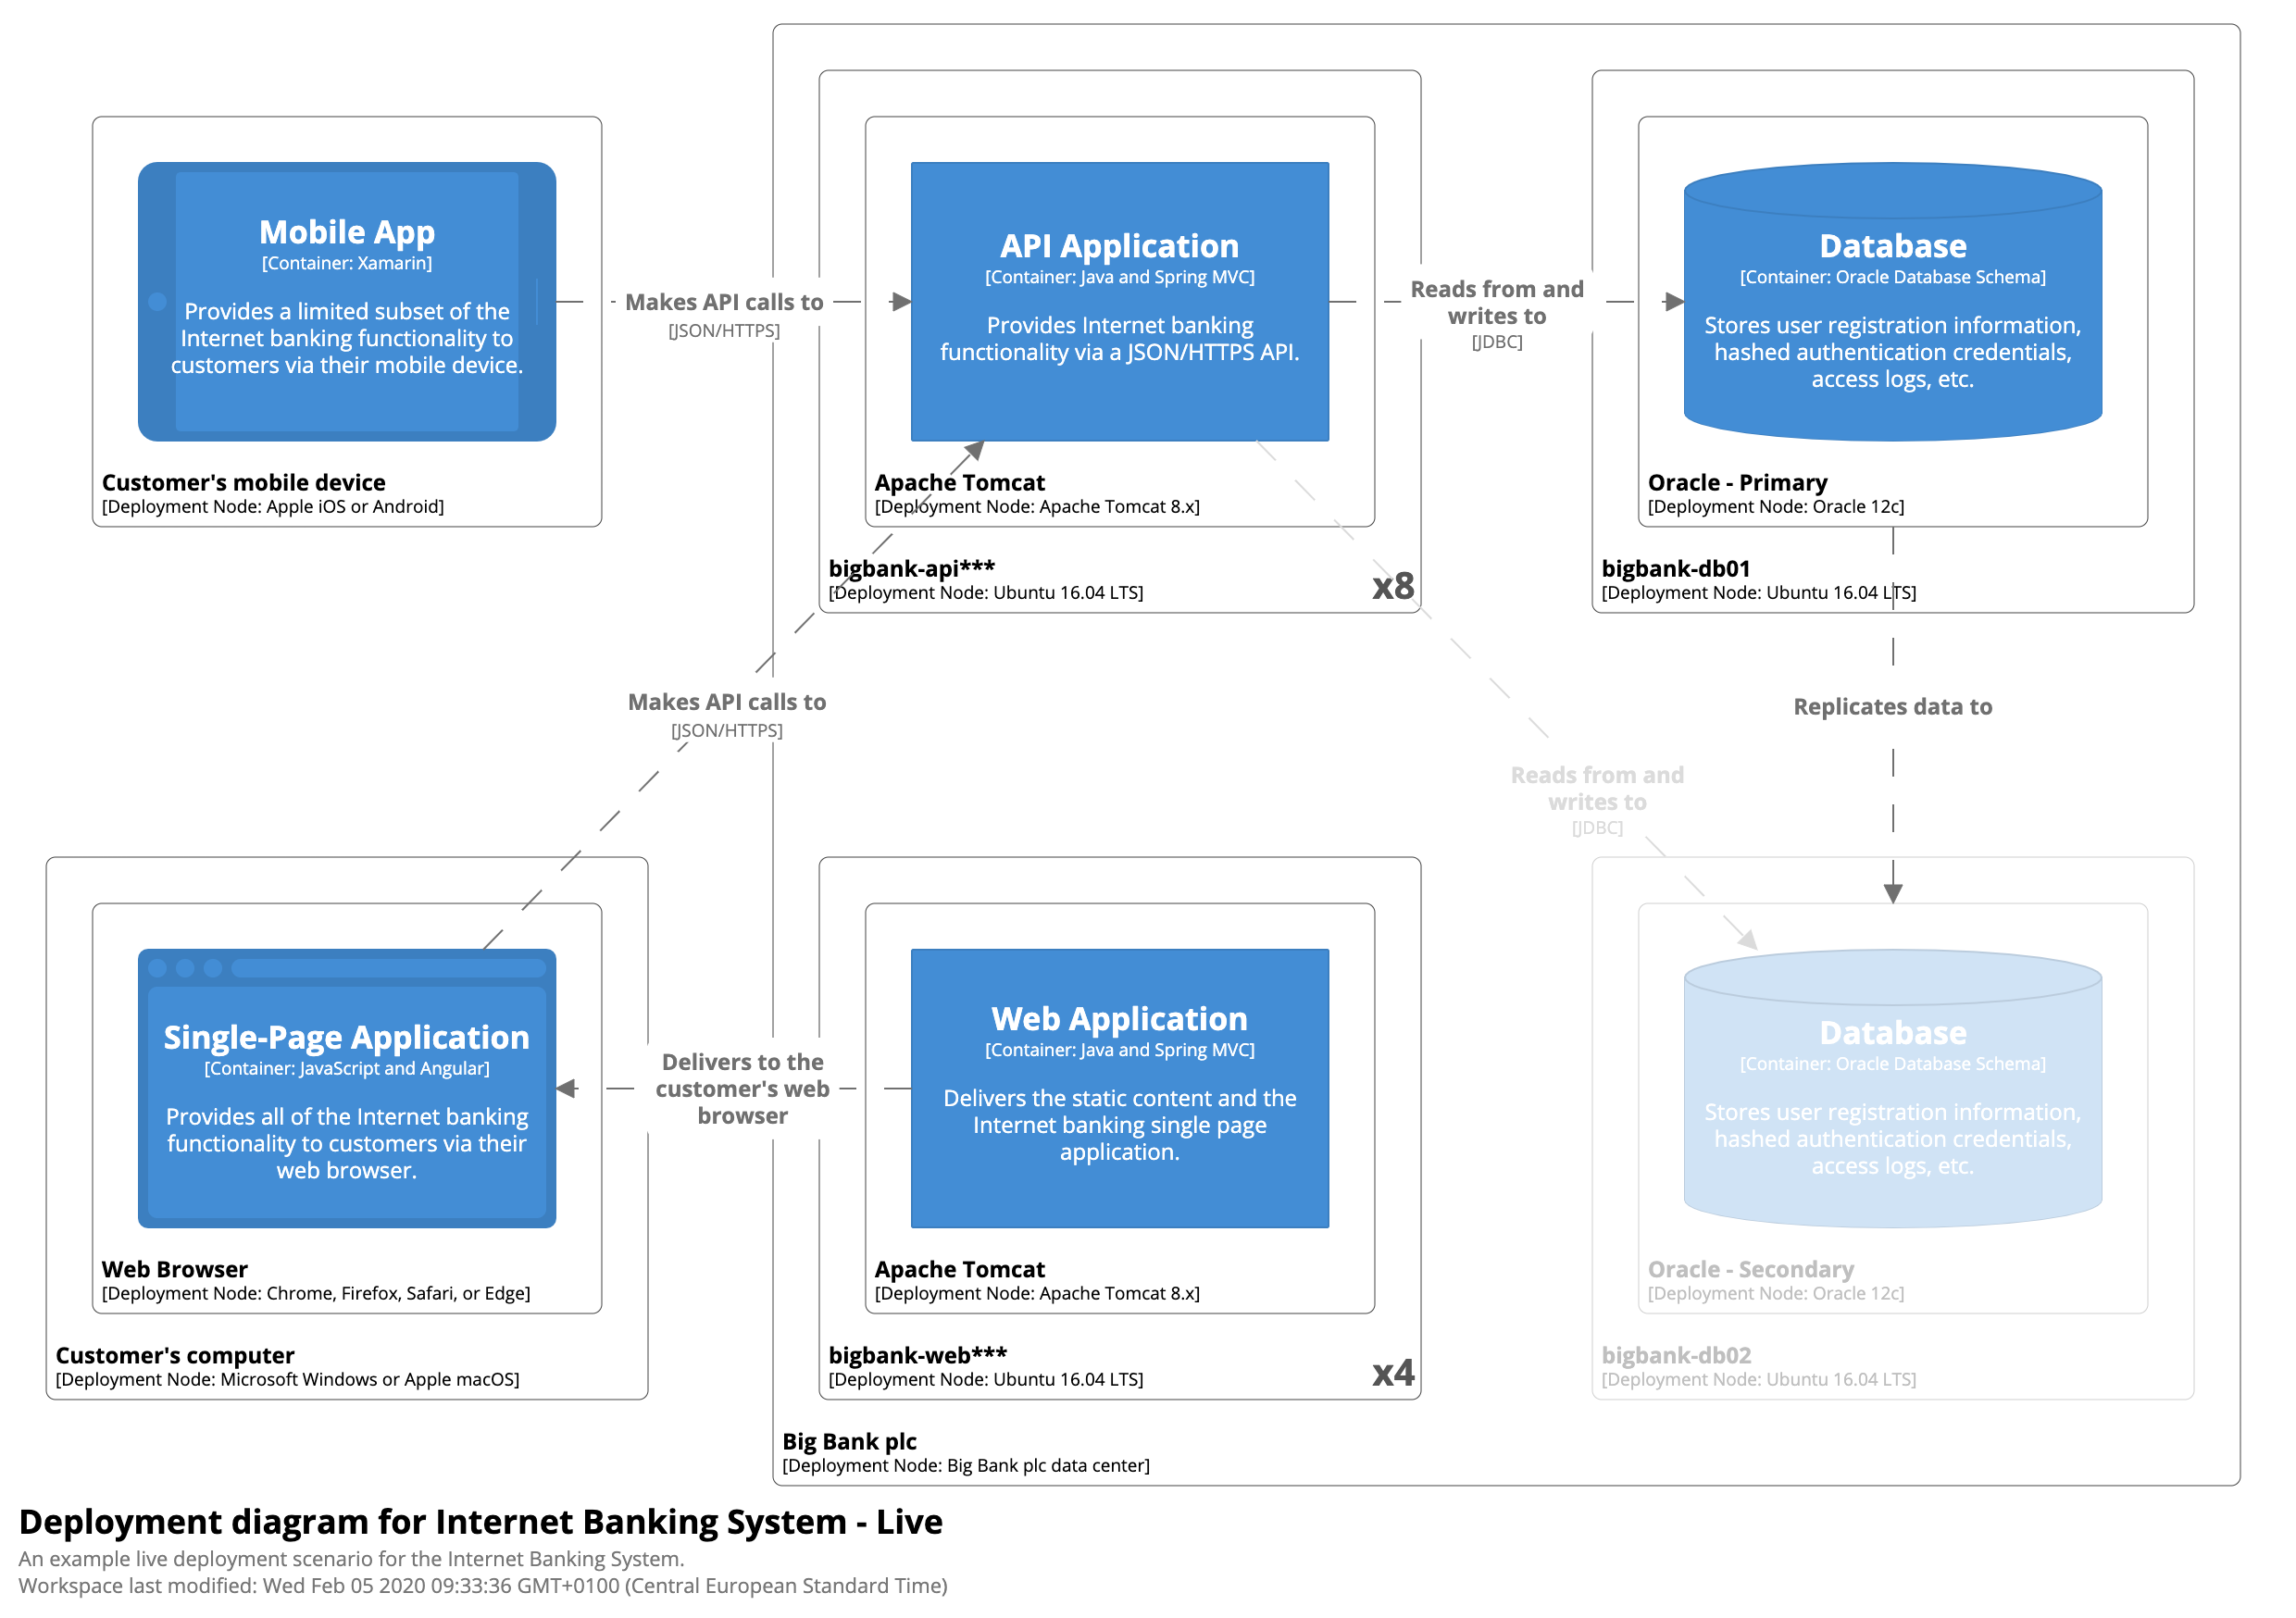 Mobile App
[Container: Xamarin]
Provides a limited subset of the
Internet banking functionality to
customers via their mobile device.
Customer's mobile device
[Deployment Node: Apple iOS or Android]
Makes API calls to
[JSON/HTTPS]
API Application
[Container: Java and Spring MVC]
Provides Internet banking
functionality via a JSON/HTTPS API.
Apache Tomcat
[Deployment Node: Apache Tomcat 8.x]
bigbank-api***
[Deployment Node: Ubuntu 16.04 LTS]
x8
Reads from and
writes to
[JDBC]
Database
[Container: Oracle Database Schema]
Stores user registration information,
hashed authentication credentials,
access logs, etc.
Oracle - Primary
[Deployment Node: Oracle 12c]
bigbank-db01
[Deployment Node: Ubuntu 16.04 LTS]
Makes API calls to
[JSON/HTTPS]
Replicates data to
Reads from and
writes to
[JDBC]
Single-Page Application
[Container: JavaScript and Angular]
Provides all of the Internet banking
functionality to customers via their
web browser.
Web Browser
[Deployment Node: Chrome, Firefox, Safari, or Edge]
Customer's computer
[Deployment Node: Microsoft Windows or Apple macOS]
Delivers to the
customer's web
browser
Web Application
[Container: Java and Spring MVC]
Delivers the static content and the
Internet banking single page
application.
Apache Tomcat
[Deployment Node: Apache Tomcat 8.x]
bigbank-web***
[Deployment Node: Ubuntu 16.04 LTS]
x4
Database
[Container: Oracle Database Schema]
Stores user registration information,
hashed authentication credentials,
access logs, etc.
Oracle - Secondary
[Deployment Node: Oracle 12c]
bigbank-db02
[Deployment Node: Ubuntu 16.04 LTS]
Big Bank plc
[Deployment Node: Big Bank plc data center]
Deployment diagram for Internet Banking System - Live
An example live deployment scenario for the Internet Banking System.
Workspace last modified: Wed Feb 05 2020 09:33:36 GMT+0100 (Central European Standard Time)